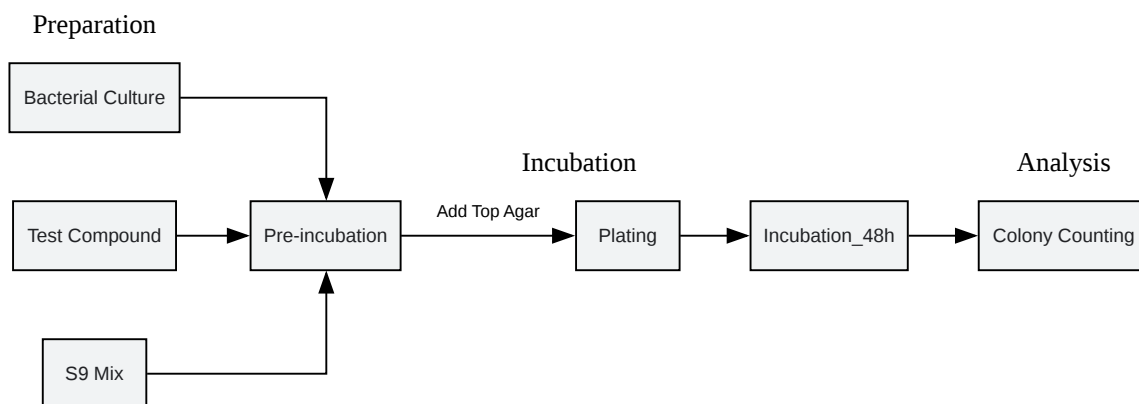 Preparation
Bacterial Culture
Incubation
Analysis
Add Top Agar
Test Compound
Pre-incubation
Plating
Incubation_48h
Colony Counting
S9 Mix